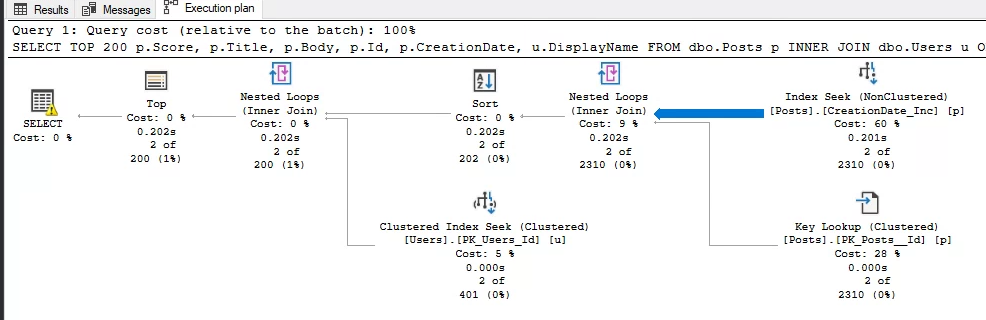 Results Messages Execution plan
Query 1: Query cost (relative to the batch): 100%
SELECT TOP 200 p.Score, p.Title, p.Body, p.Id, p.CreationDate, u.DisplayName FROM dbo.Posts p INNER JOIN dbo.Users u O
SELECT
Cost: 0 %
Top
Cost: 0 %
0.202s
2 of
200 (1%)
Nested Loops
(Inner Join)
Cost: 0 %
0.202s
2 of
200 (1%)
Sort
Cost: 0 %
0.202s
2 of
202 (0%)
Nested Loops
(Inner Join)
Cost: 9 %
0.202s
2 of
2310 (0%)
Index Seek (NonClustered)
[Posts].[CreationDate_Inc] [p]
Cost: 60 %
0.201s
2 of
2310 (0%)
Clustered Index Seek (Clustered)
[Users].[PK_Users_Id] [u]
Cost: 5 %
0.000s
2 of
401 (0%)
Key Lookup (Clustered)
[Posts].[PK_Posts__Id] [p]
Cost: 28 %
0.000s
2 of
2310 (0%)